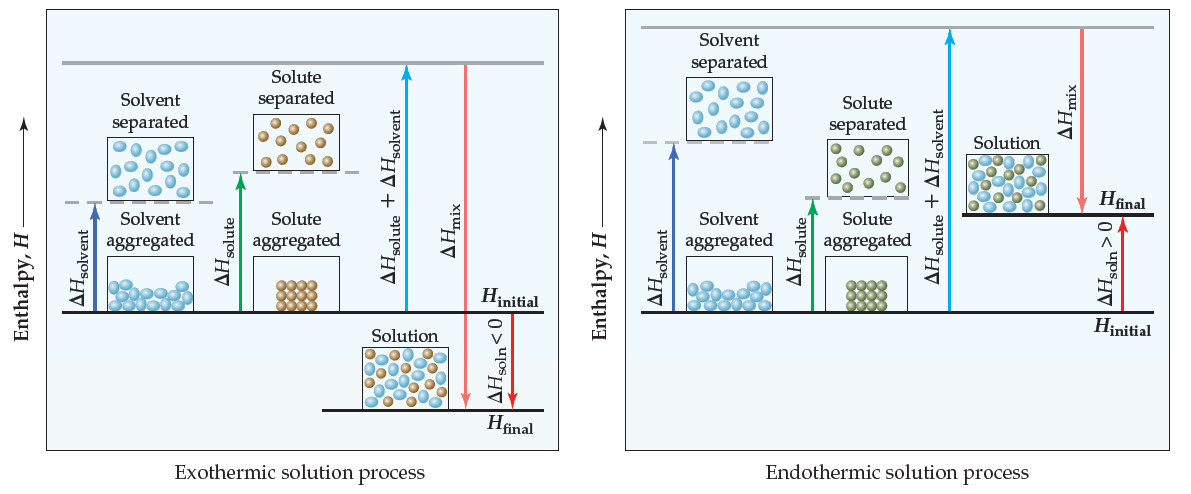 Enthalpy, H
Solvent
separated
Solute
separated
Solvent
aggregated
Solute
aggregated
ΔHsolvent
ΔHsolute
ΔHsolute + ΔHsolvent
ΔHmix
Hinitial
Solution
ΔHsoln < 0
Hfinal
Exothermic solution process
Enthalpy, H
Solvent
separated
Solute
separated
Solvent
aggregated
Solute
aggregated
ΔHsolvent
ΔHsolute
ΔHsolute + ΔHsolvent
ΔHmix
Solution
Hfinal
ΔHsoln > 0
Hinitial
Endothermic solution process